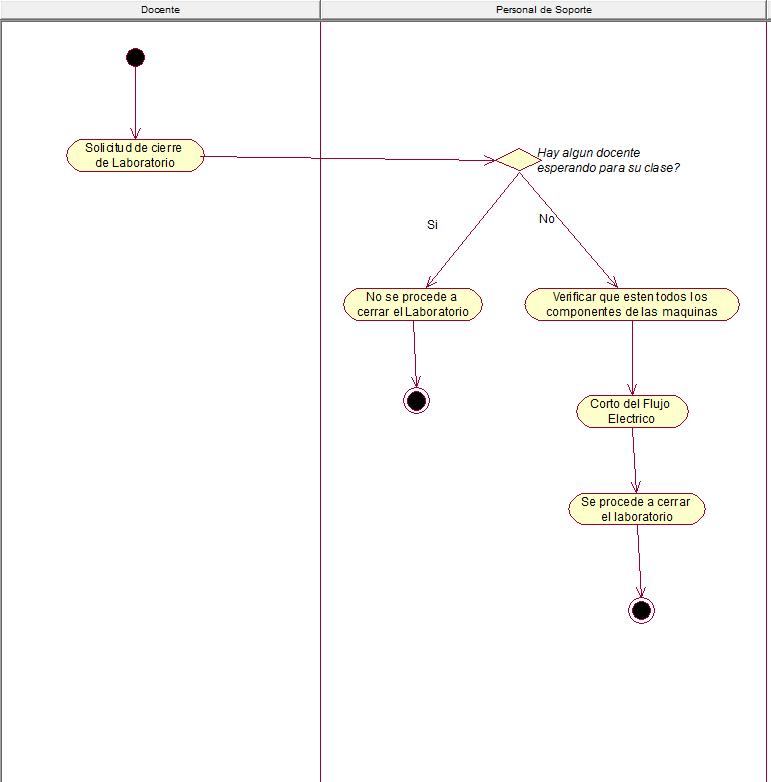 Docente
Personal de Soporte
Solicitud de cierre
de Laboratorio
Hay algun docente
esperando para su clase?
Si
No
No se procede a
cerrar el Laboratorio
Verificar que esten todos los
componentes de las maquinas
Corto del Flujo
Electrico
Se procede a cerrar
el laboratorio